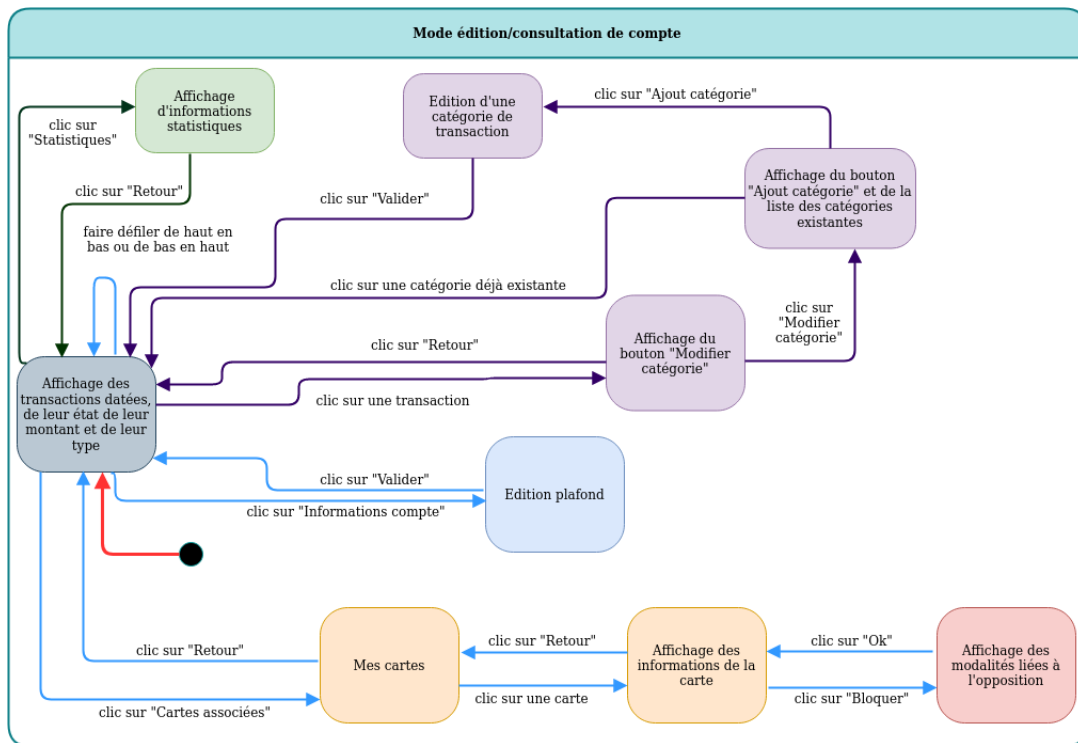 Mode édition/consultation de compte
Affichage
d'informations
statistiques
Edition d'une
catégorie de
transaction
clic sur "Ajout catégorie"
clic sur
"Statistiques"
Affichage du bouton
"Ajout catégorie" et de la
liste des catégories
existantes
clic sur "Retour"
clic sur "Valider"
faire défiler de haut en
bas ou de bas en haut
clic sur une catégorie déjà existante
clic sur
"Modifier
catégorie"
Affichage du
bouton "Modifier
catégorie"
clic sur "Retour"
Affichage des
transactions datées,
de leur état de leur
montant et de leur
type
clic sur une transaction
clic sur "Valider"
Edition plafond
clic sur "Informations compte"
clic sur "Retour"
Mes cartes
clic sur "Retour"
Affichage des
informations de la
carte
clic sur "Ok"
Affichage des
modalités liées à
l'opposition
clic sur "Cartes associées"
clic sur une carte
clic sur "Bloquer"